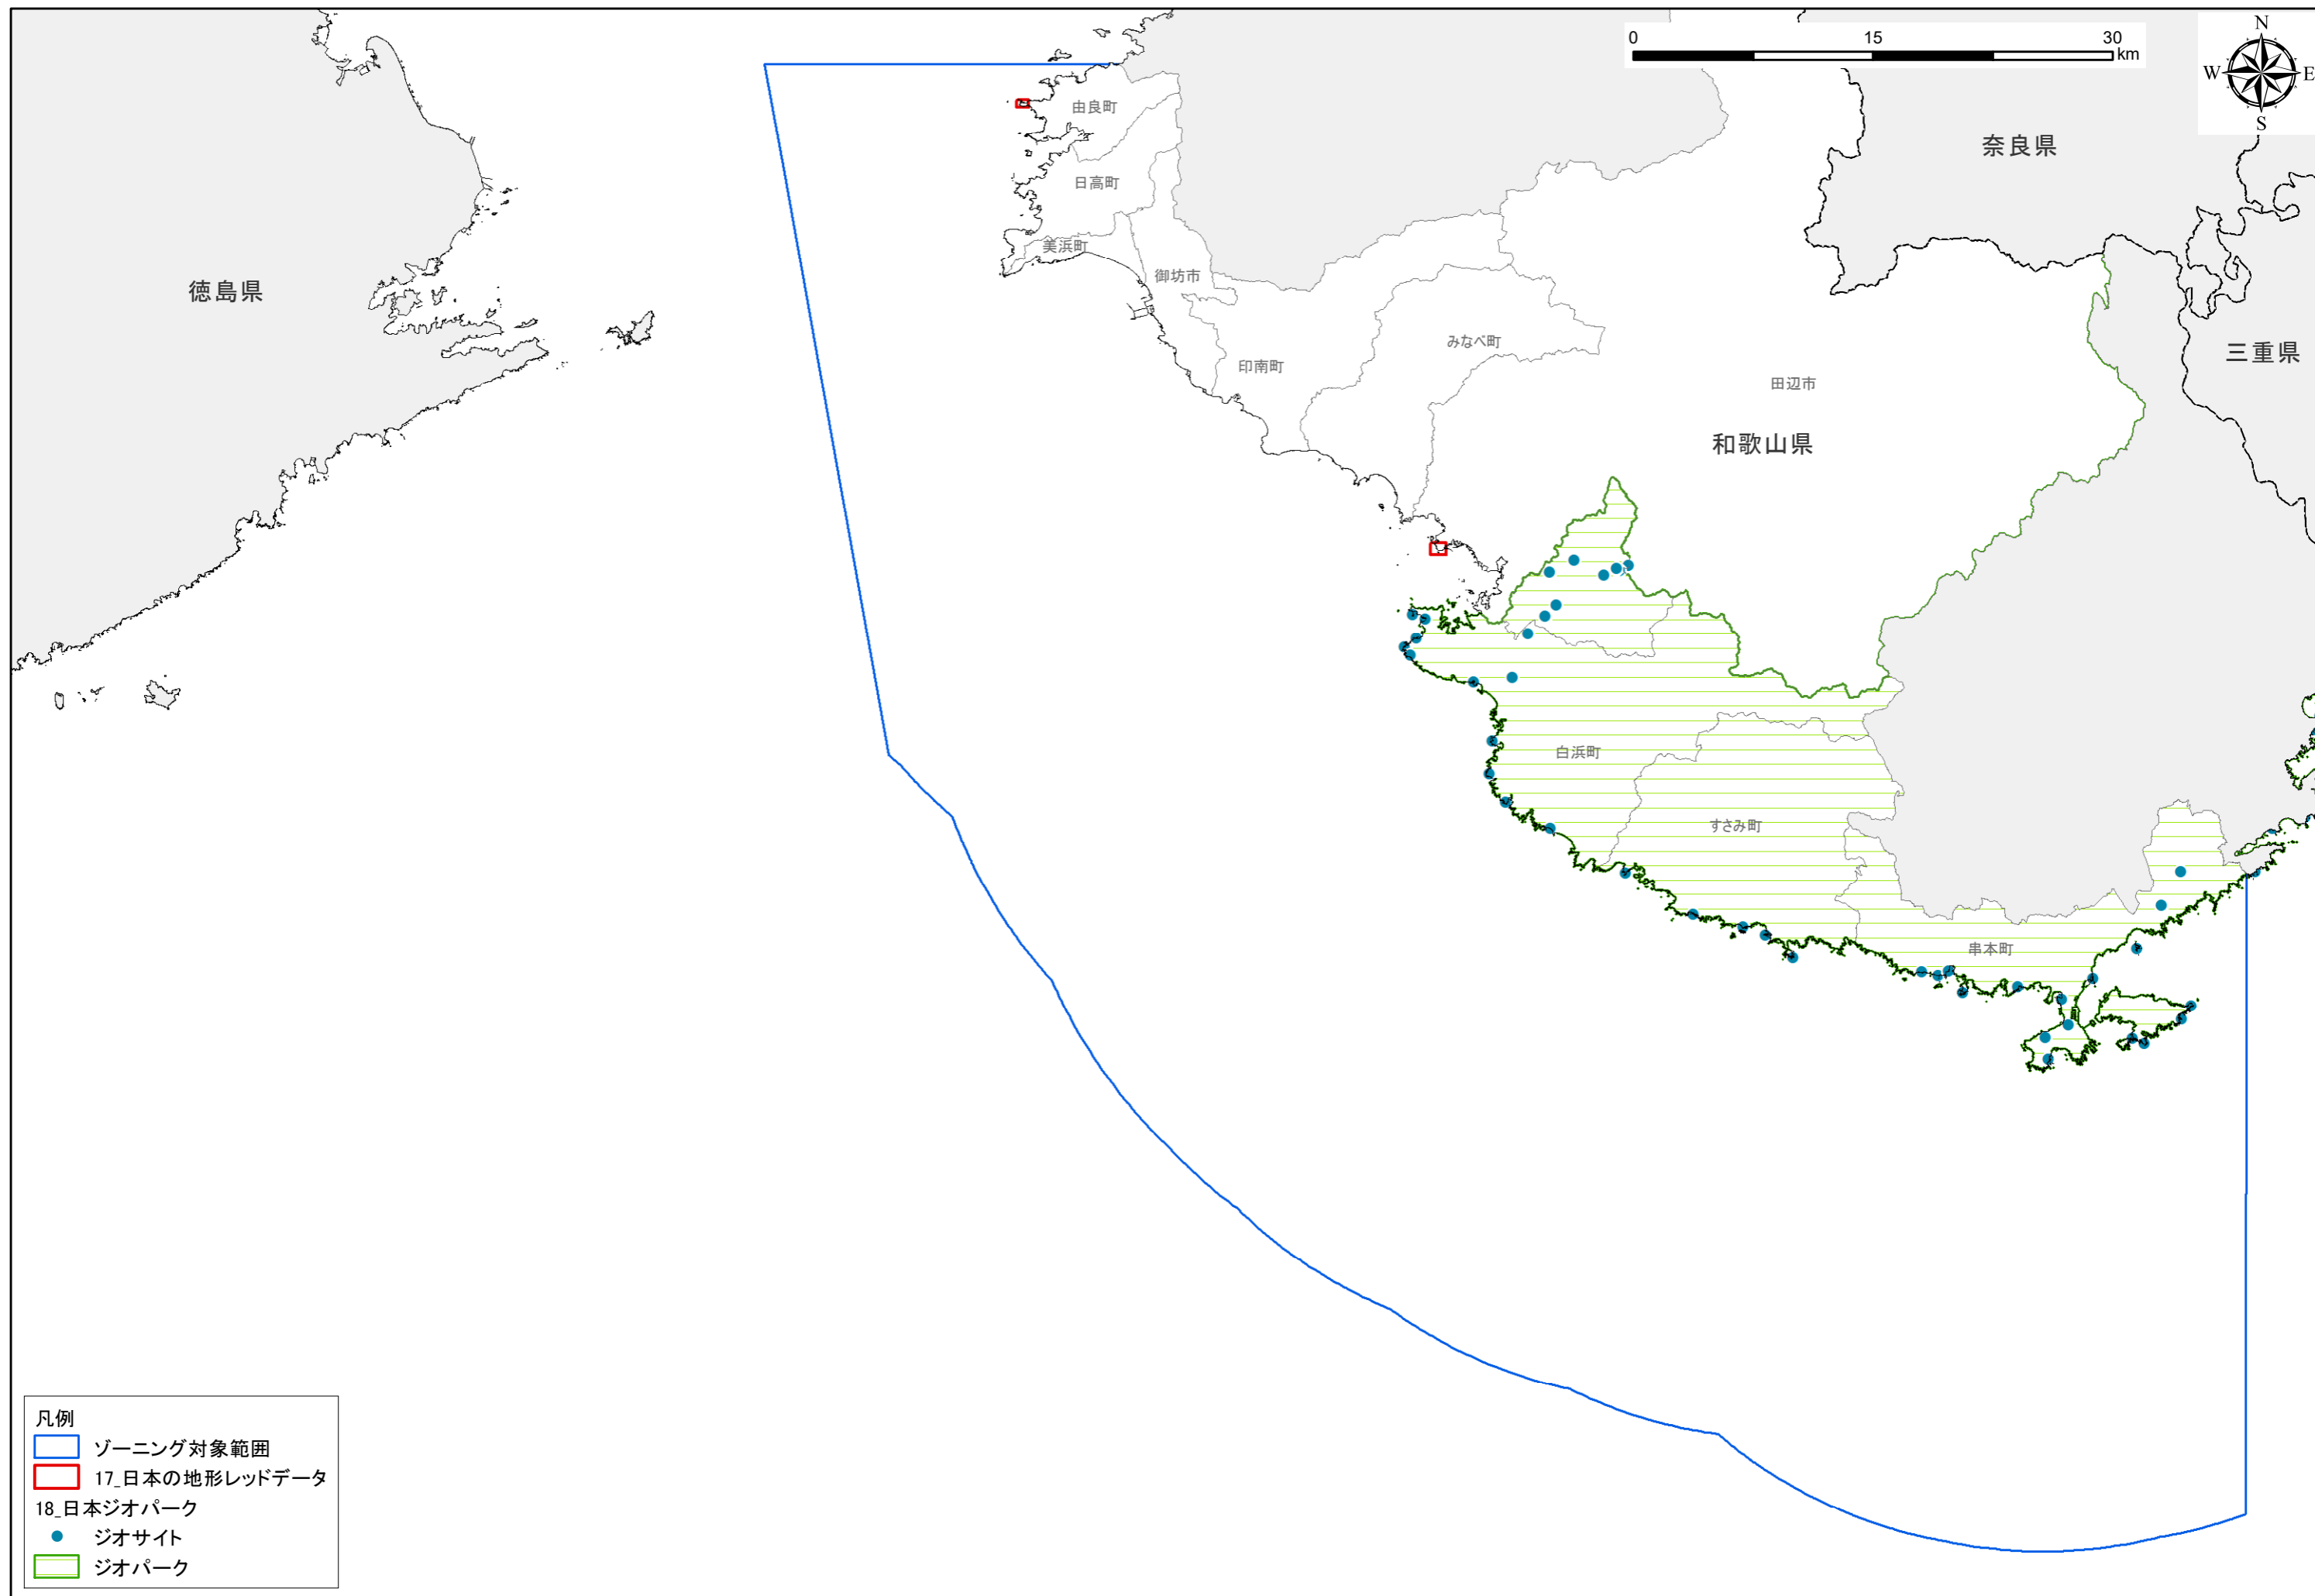 0 15 30
km
N
W E
S
由良町
奈良県
日高町
美浜町
御坊市
徳島県
みなべ町
三重県
印南町
田辺市
和歌山県
白浜町
すさみ町
串本町
凡例
ゾーニング対象範囲
17_日本の地形レッドデータ
18_日本ジオパーク
ジオサイト
ジオパーク